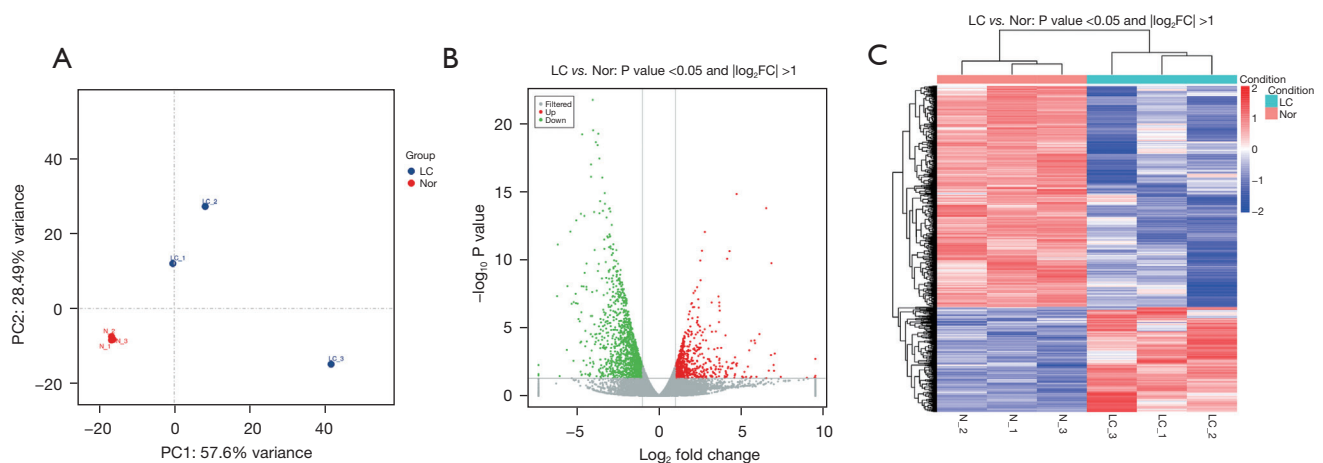 A
40
20
0
−20
−20
0
20
40
PC2: 28.49% variance
PC1: 57.6% variance
LC_2
LC_1
N_2
N_1
N_3
LC_3
Group
LC
Nor
B
LC vs. Nor: P value <0.05 and |log₂FC| >1
Filtered
Up
Down
20
15
10
5
0
−5
0
5
10
−log₁₀ P value
Log₂ fold change
C
LC vs. Nor: P value <0.05 and |log₂FC| >1
Condition
2
1
0
−1
−2
Condition
LC
Nor
N_2
N_1
N_3
LC_3
LC_1
LC_2